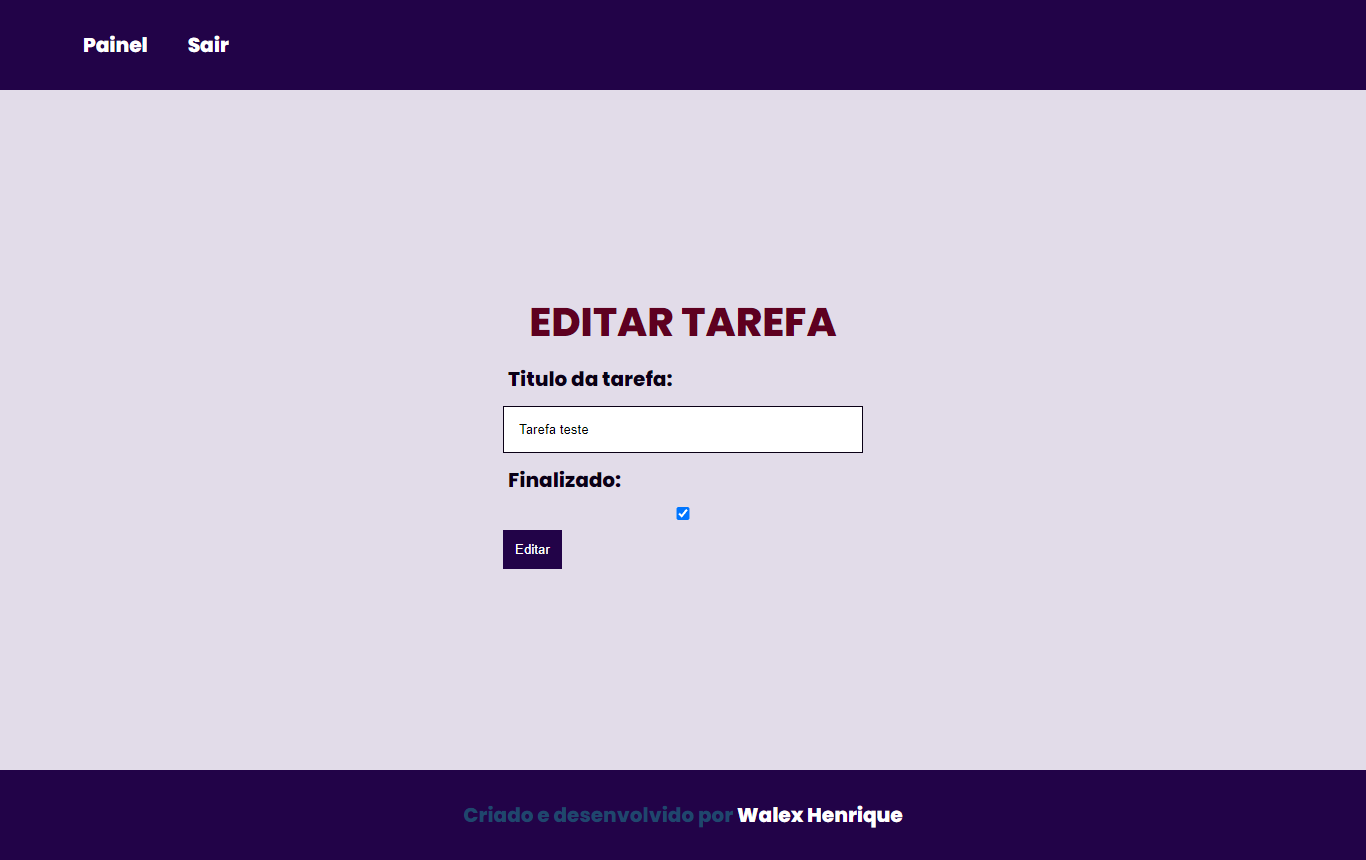 Painel Sair
EDITAR TAREFA
Titulo da tarefa:
Tarefa teste
Finalizado:
Editar
Criado e desenvolvido por Walex Henrique